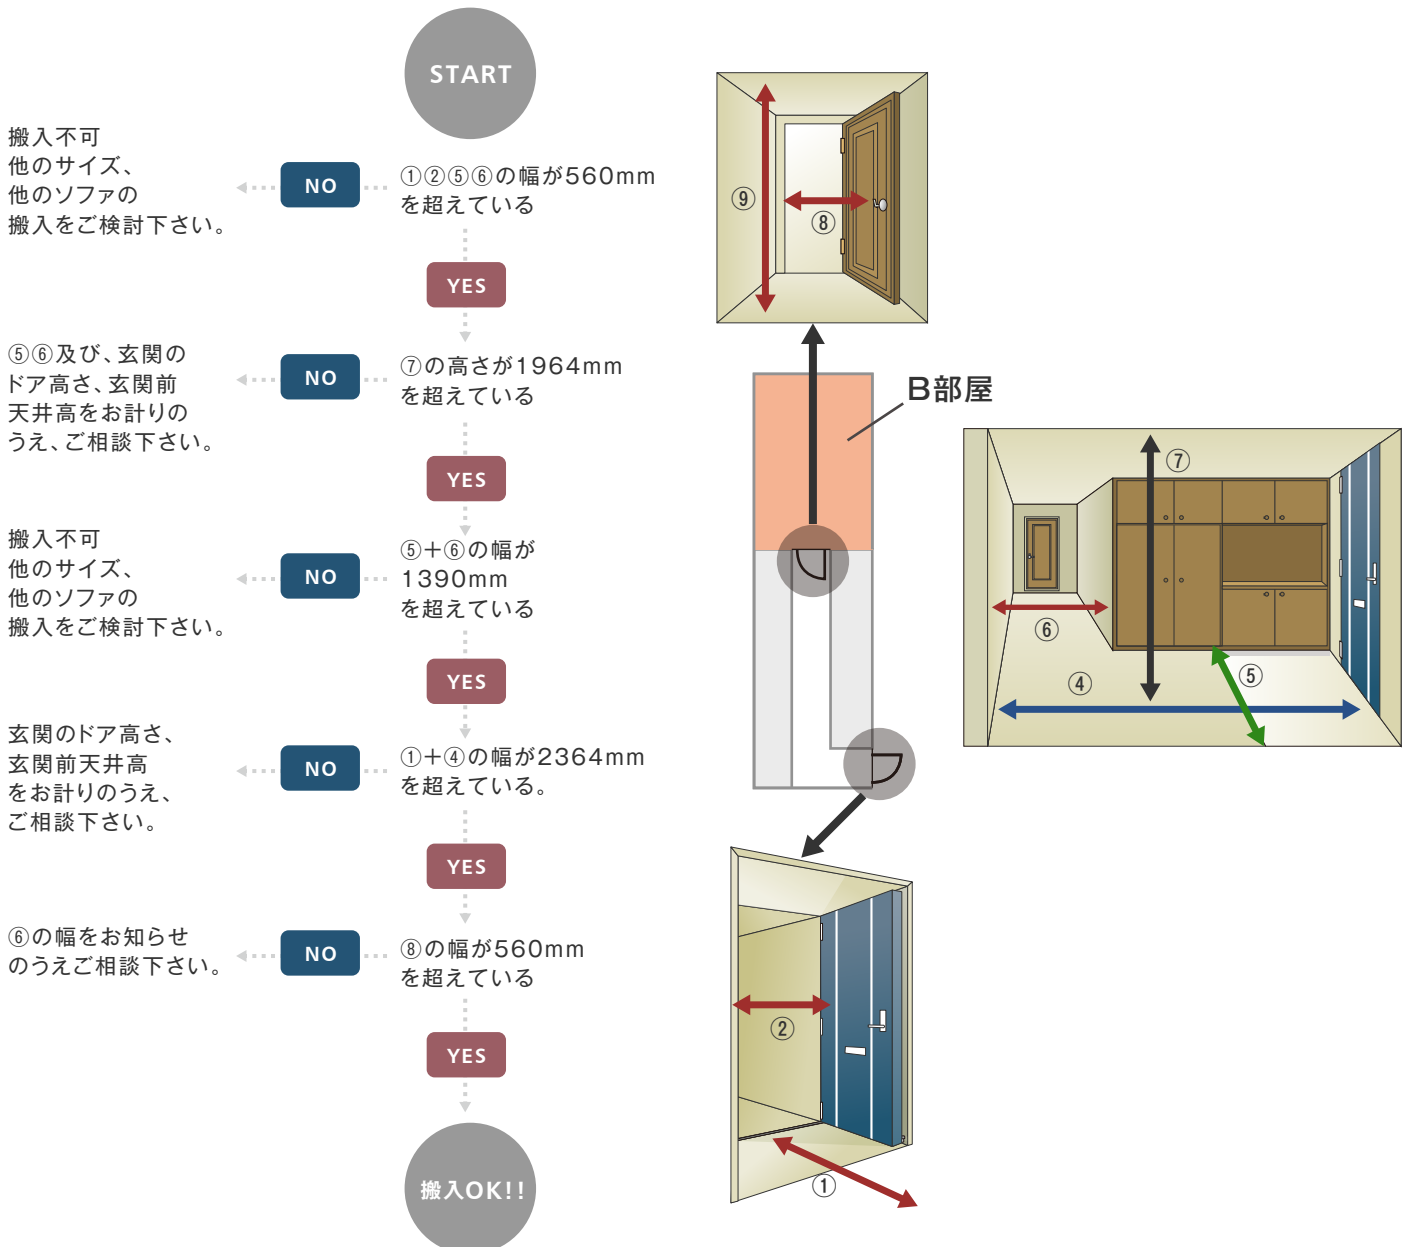 START
搬入不可
他のサイズ、
他のソファの
搬入をご検討下さい。
NO
①②⑤⑥の幅が560mm
を超えている
YES
⑤⑥及び、玄関の
ドア高さ、玄関前
天井高をお計りの
うえ、ご相談下さい。
NO
⑦の高さが1964mm
を超えている
YES
搬入不可
他のサイズ、
他のソファの
搬入をご検討下さい。
NO
⑤+⑥の幅が
1390mm
を超えている
YES
玄関のドア高さ、
玄関前天井高
をお計りのうえ、
ご相談下さい。
NO
①+④の幅が2364mm
を超えている。
YES
⑥の幅をお知らせ
のうえご相談下さい。
NO
⑧の幅が560mm
を超えている
YES
搬入OK!!
⑨
⑧
B部屋
⑦
⑥
⑤
④
②
①